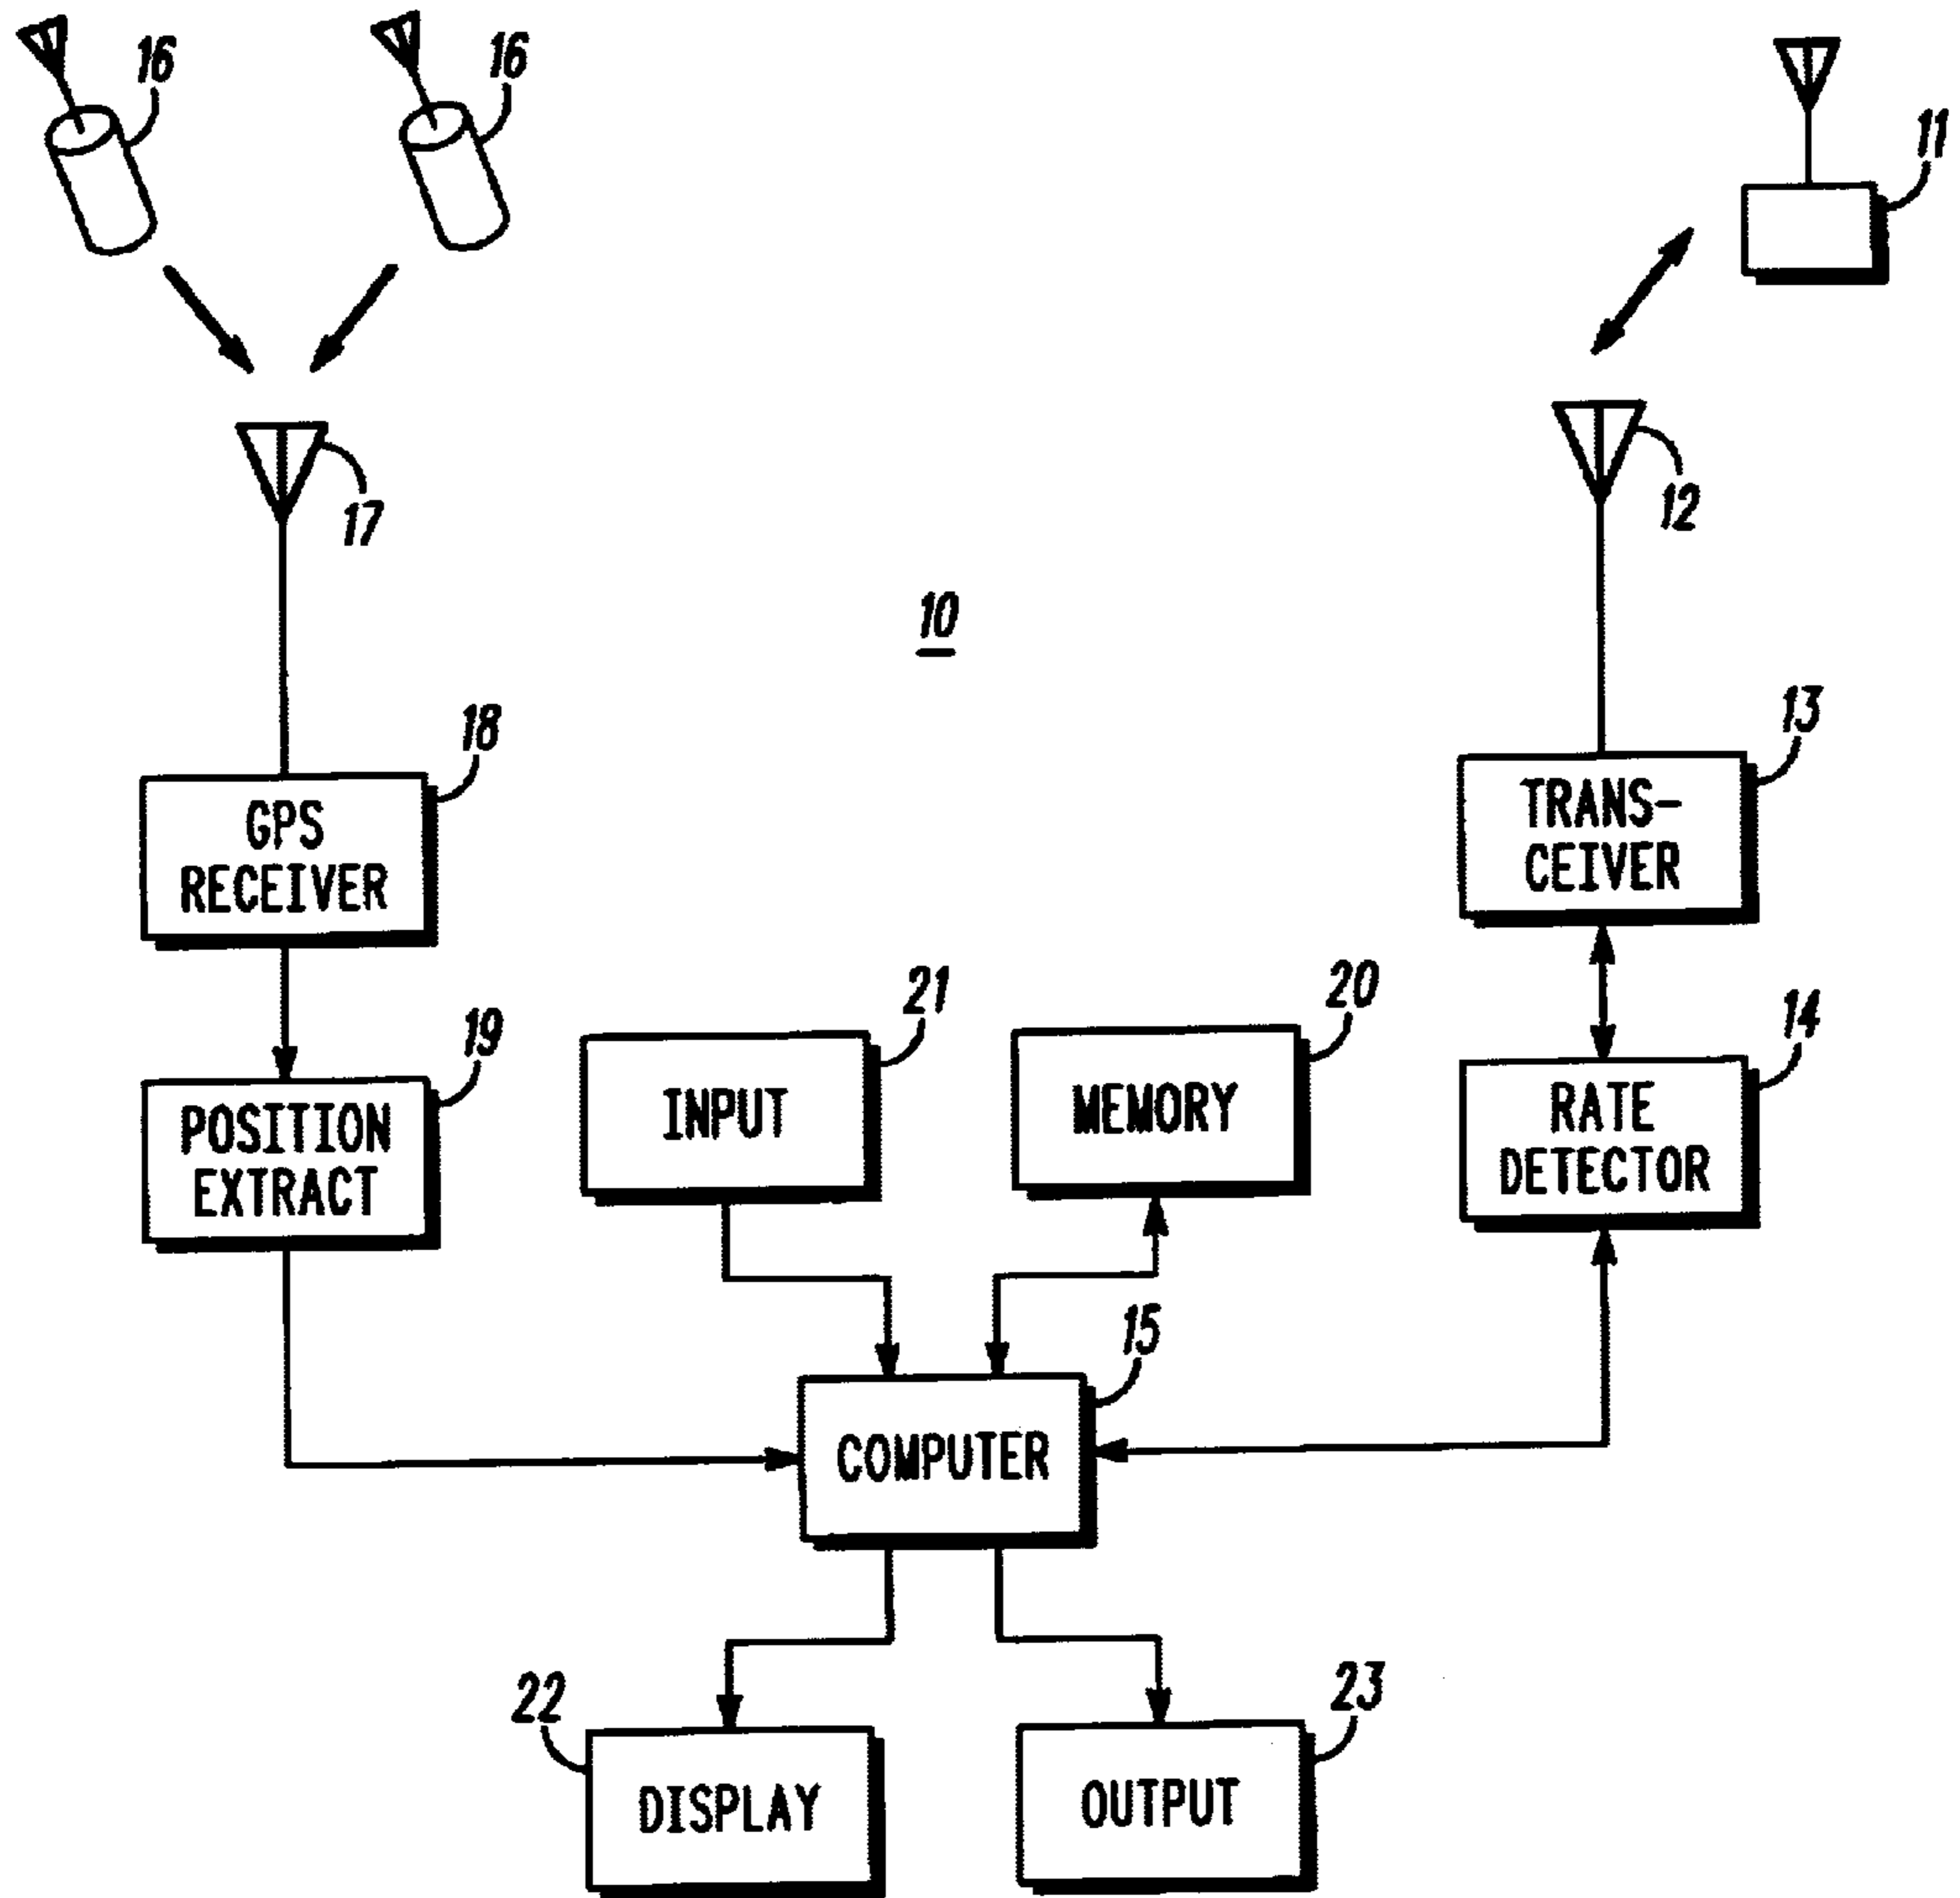 16
16
11
17
12
10
18
13
GPS
RECEIVER
TRANS-
CEIVER
21
20
19
14
POSITION
EXTRACT
INPUT
MEMORY
RATE
DETECTOR
15
COMPUTER
22
23
DISPLAY
OUTPUT